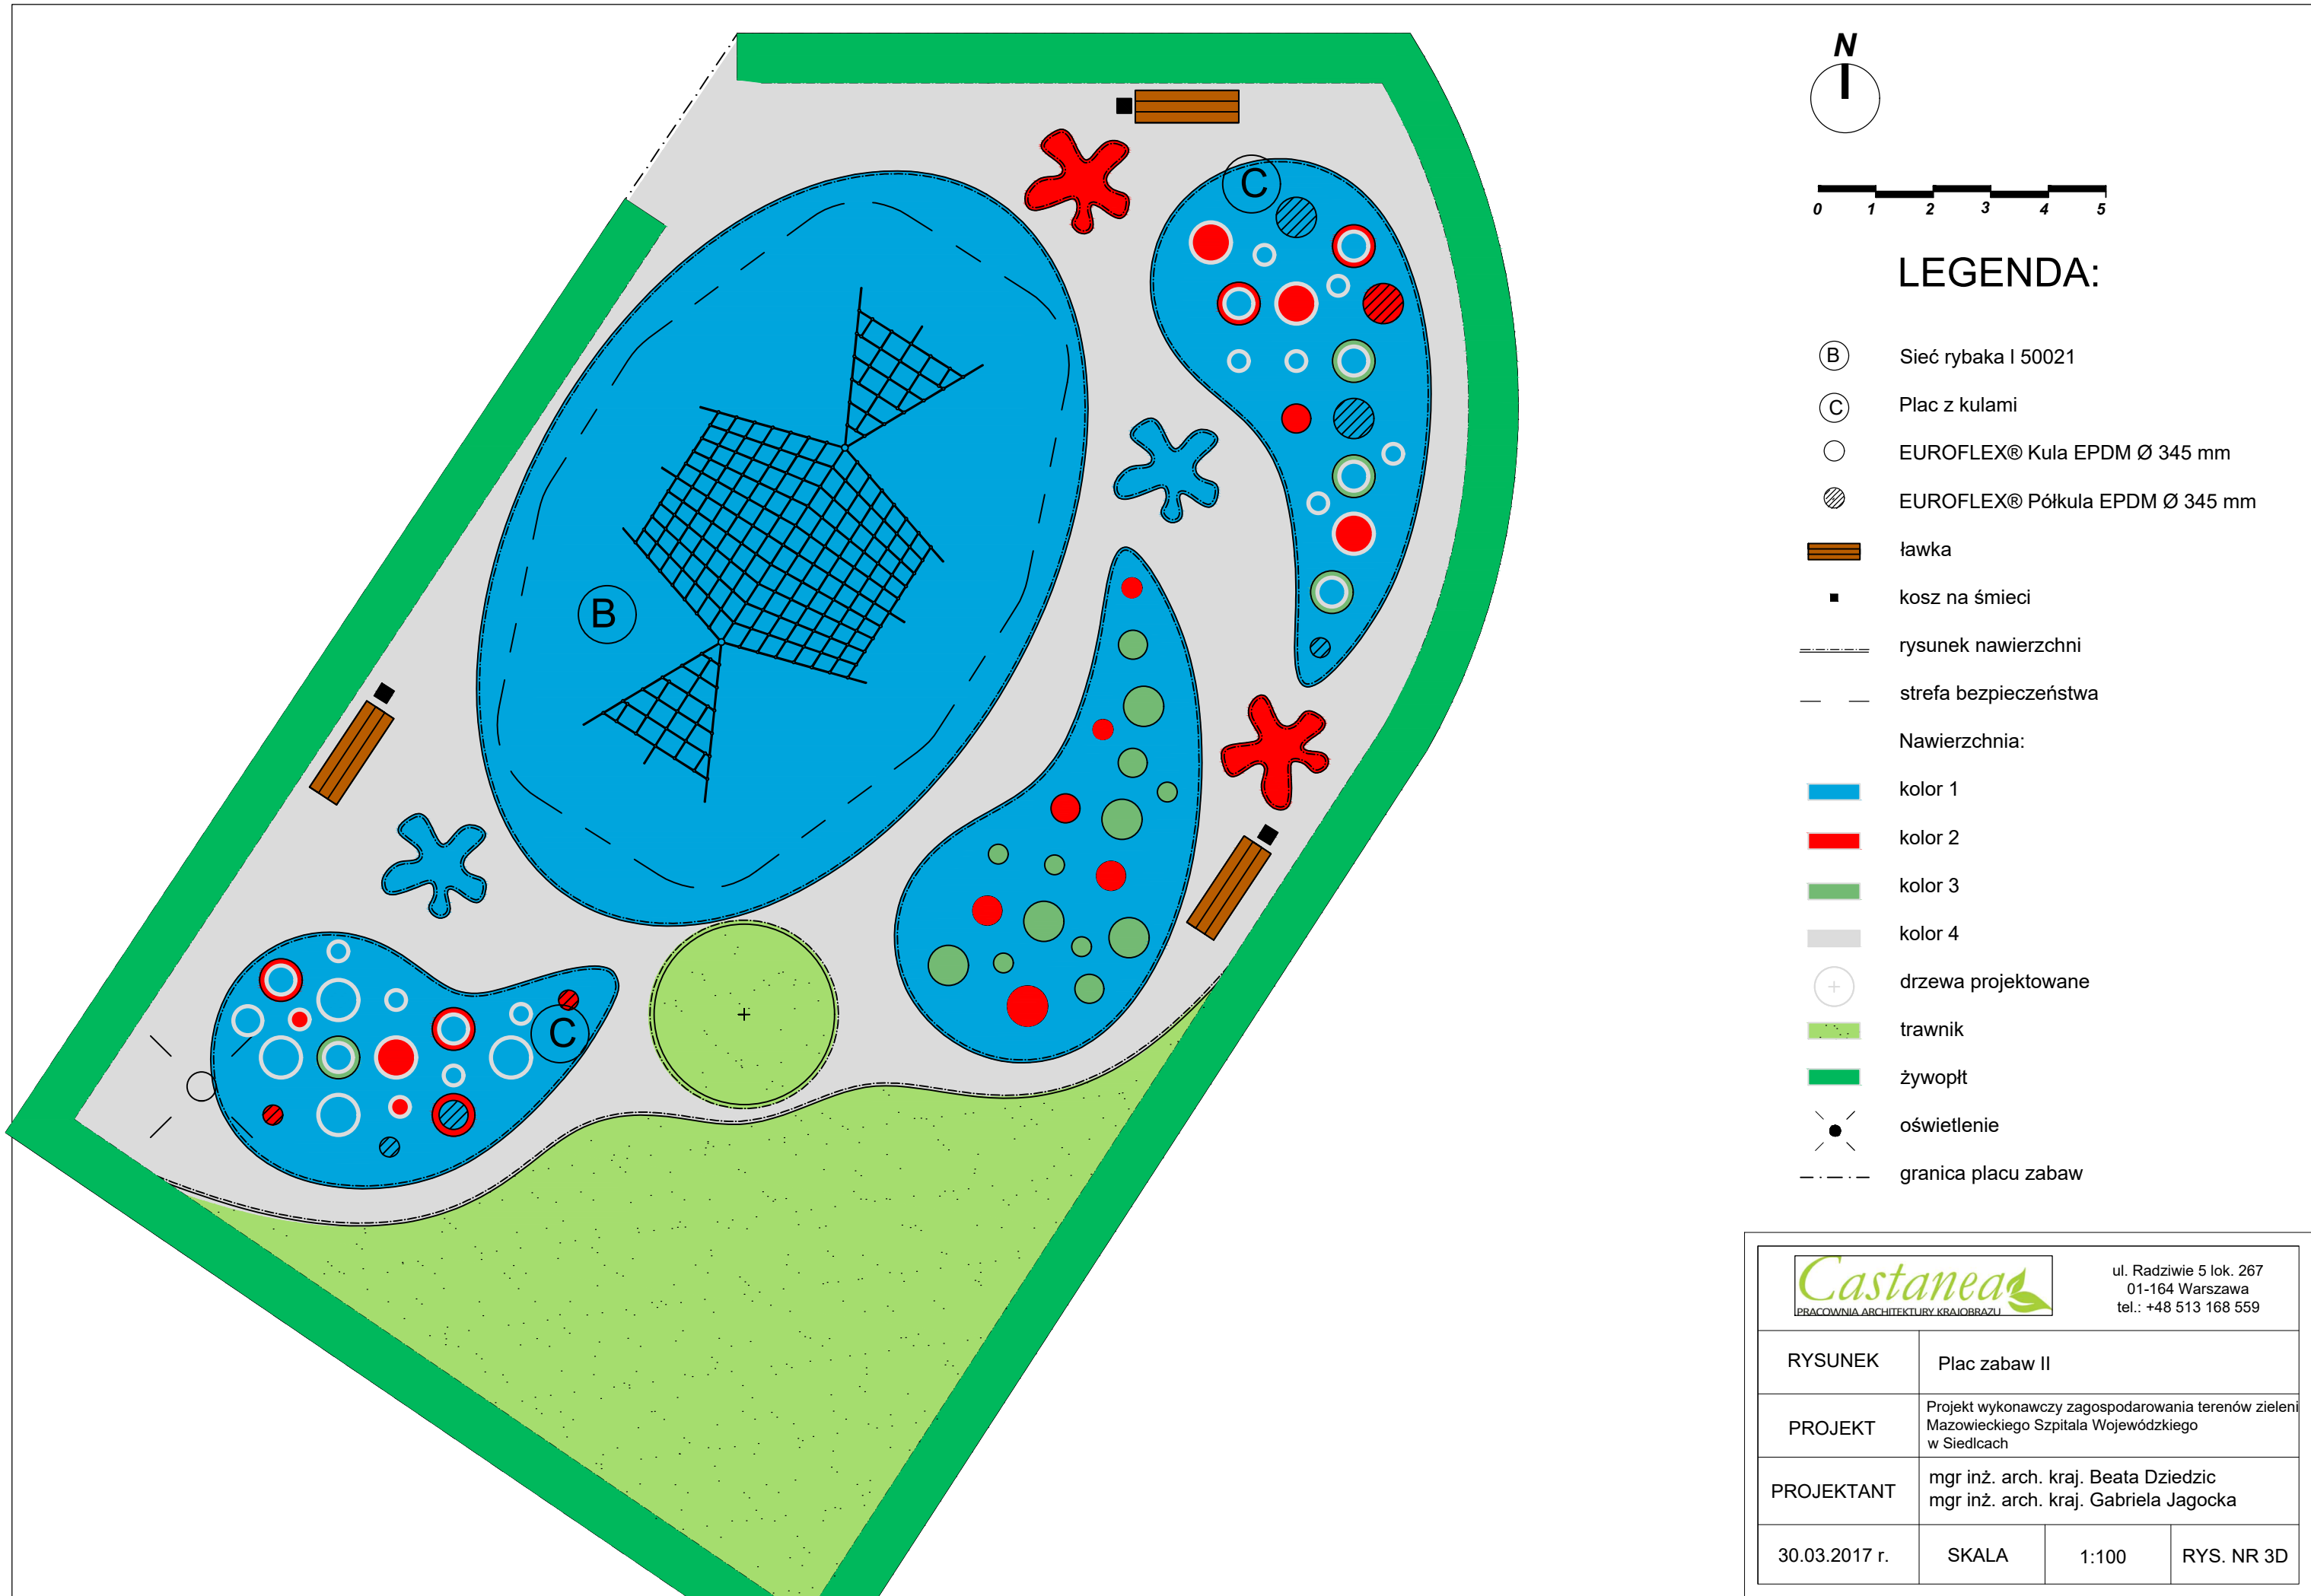 N
0 1 2 3 4 5
LEGENDA:
B Sieć rybaka I 50021
C Plac z kulami
EUROFLEX® Kula EPDM Ø 345 mm
EUROFLEX® Półkula EPDM Ø 345 mm
ławka
kosz na śmieci
rysunek nawierzchni
strefa bezpieczeństwa
Nawierzchnia:
kolor 1
kolor 2
kolor 3
kolor 4
drzewa projektowane
trawnik
żywopłt
oświetlenie
granica placu zabaw
C
B
C
Castanea
PRACOWNIA ARCHITEKTURY KRAJOBRAZU
ul. Radziwie 5 lok. 267
01-164 Warszawa
tel.: +48 513 168 559
RYSUNEK
Plac zabaw II
PROJEKT
Projekt wykonawczy zagospodarowania terenów zieleni
Mazowieckiego Szpitala Wojewódzkiego
w Siedlcach
PROJEKTANT
mgr inż. arch. kraj. Beata Dziedzic
mgr inż. arch. kraj. Gabriela Jagocka
30.03.2017 r. SKALA 1:100 RYS. NR 3D